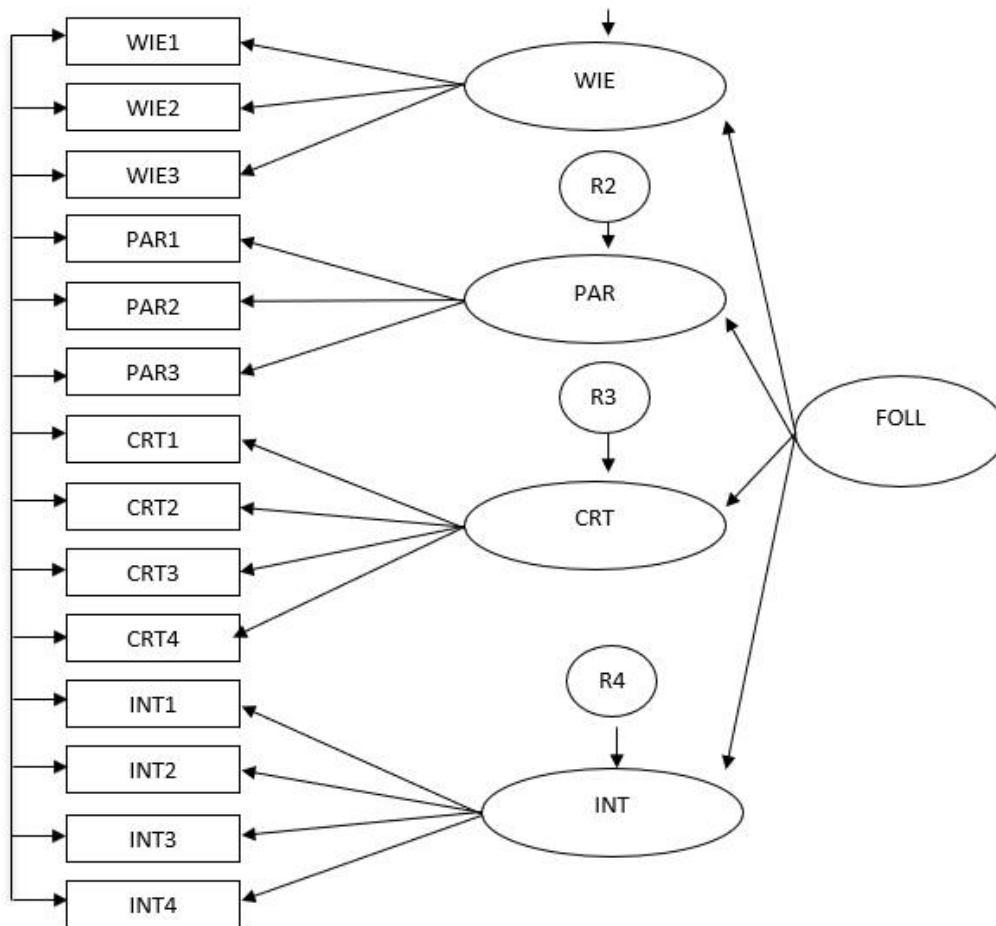 WIE1
WIE
WIE2
WIE3
R2
PAR1
PAR2
PAR
PAR3
R3
CRT1
FOLL
CRT2
CRT
CRT3
CRT4
R4
INT1
INT2
INT
INT3
INT4